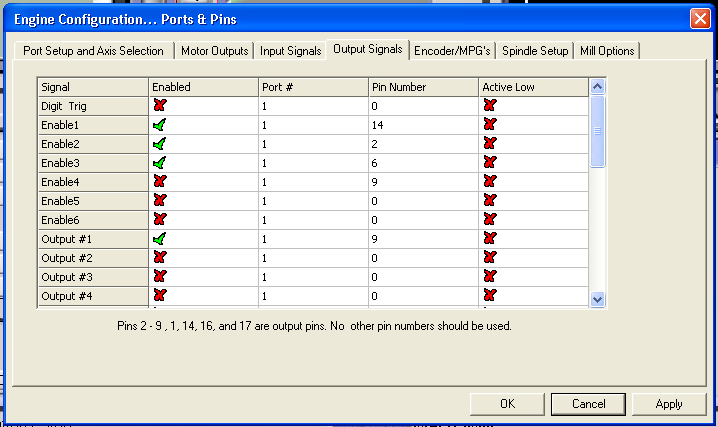 Engine Configuration... Ports & Pins
Port Setup and Axis Selection Motor Outputs Input Signals Output Signals Encoder/MPG's Spindle Setup Mill Options
Signal Enabled Port # Pin Number Active Low
Digit Trig 1 0
Enable1 1 14
Enable2 1 2
Enable3 1 6
Enable4 1 9
Enable5 1 0
Enable6 1 0
Output #1 1 9
Output #2 1 0
Output #3 1 0
Output #4 1 0
Pins 2 - 9 , 1, 14, 16, and 17 are output pins. No other pin numbers should be used.
OK Cancel Apply